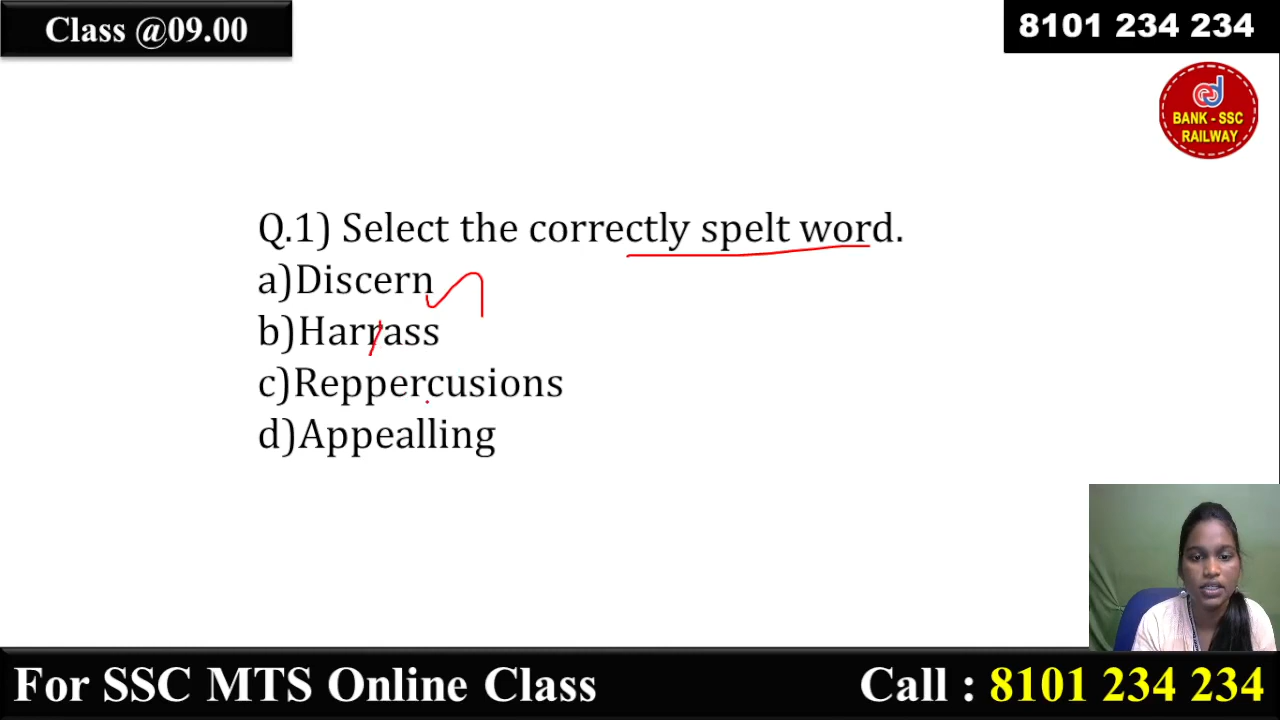 Class @09.00
8101 234 234
BANK - SSC
RAILWAY
Q.1) Select the correctly spelt word.
a)Discern
b)Harrass
c)Reppercusions
d)Appealling
For SSC MTS Online Class
Call : 8101 234 234